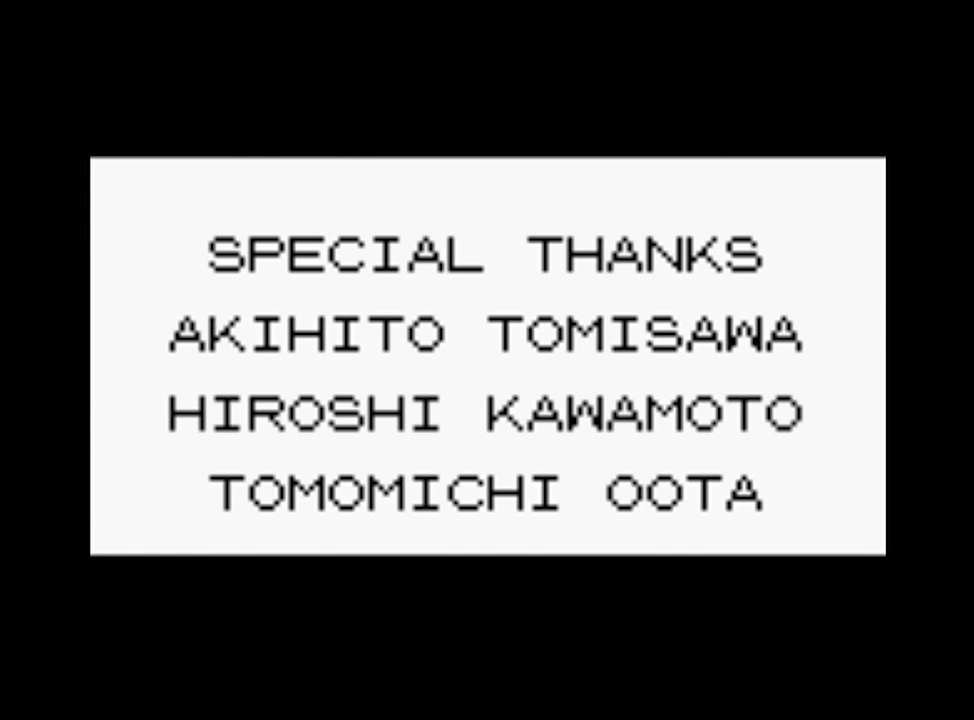 SPECIAL THANKS
AKIHITO TOMISAWA
HIROSHI KAWAMOTO
TOMOMICHI OOTA